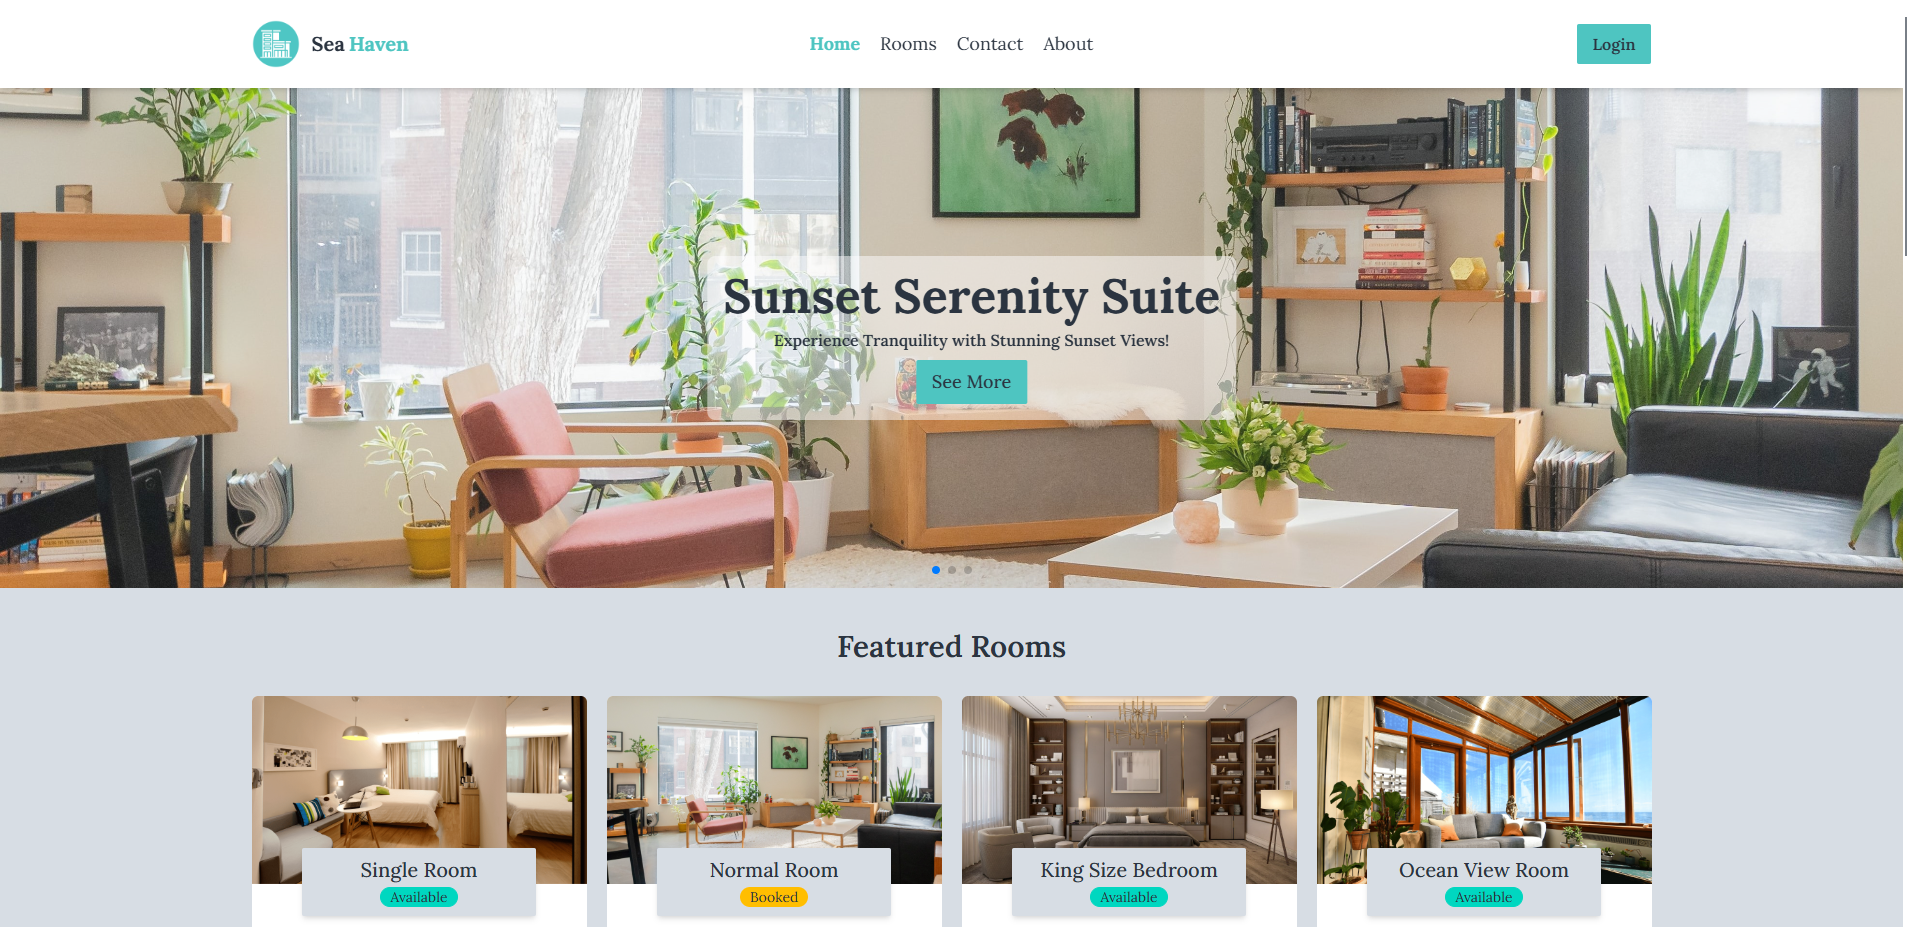 Sea Haven
Home Rooms Contact About
Login
Sunset Serenity Suite
Experience Tranquility with Stunning Sunset Views!
See More
Featured Rooms
Single Room
Available
Normal Room
Booked
King Size Bedroom
Available
Ocean View Room
Available